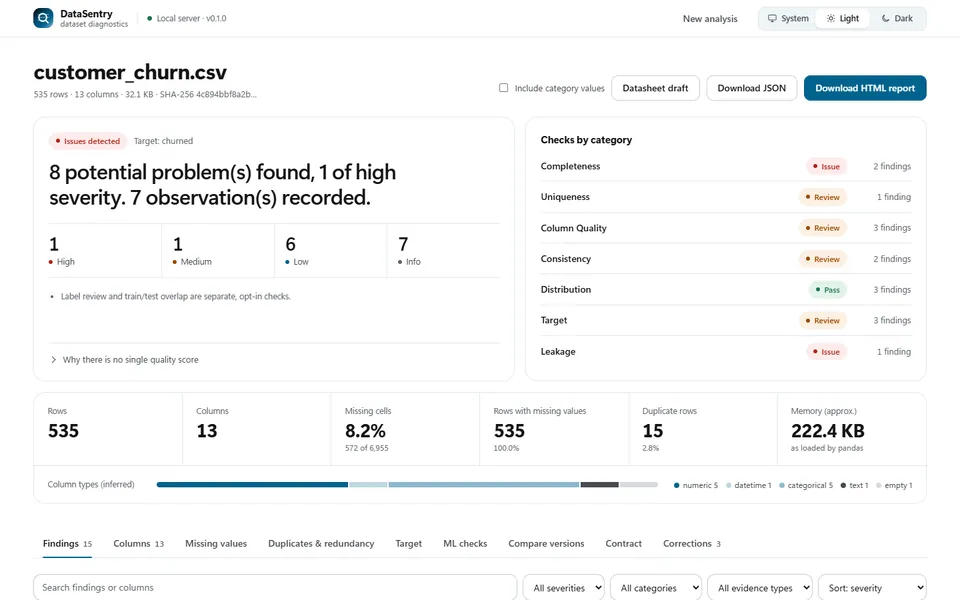 DataSentry
dataset diagnostics
Local server · v0.1.0
New analysis
System
Light
Dark
customer_churn.csv
535 rows · 13 columns · 32.1 KB · SHA-256 4c894bbf8a2b...
Include category values
Datasheet draft
Download JSON
Download HTML report
Issues detected
Target: churned
8 potential problem(s) found, 1 of high
severity. 7 observation(s) recorded.
1
High
1
Medium
6
Low
7
Info
Label review and train/test overlap are separate, opt-in checks.
Why there is no single quality score
Checks by category
Completeness Issue 2 findings
Uniqueness Review 1 finding
Column Quality Review 3 findings
Consistency Review 2 findings
Distribution Pass 3 findings
Target Review 3 findings
Leakage Issue 1 finding
Rows
535
Columns
13
Missing cells
8.2%
572 of 6,955
Rows with missing values
535
100.0%
Duplicate rows
15
2.8%
Memory (approx.)
222.4 KB
as loaded by pandas
Column types (inferred)
numeric 5
datetime 1
categorical 5
text 1
empty 1
Findings 15
Columns 13
Missing values
Duplicates & redundancy
Target
ML checks
Compare versions
Contract
Corrections 3
Search findings or columns
All severities
All categories
All evidence types
Sort: severity